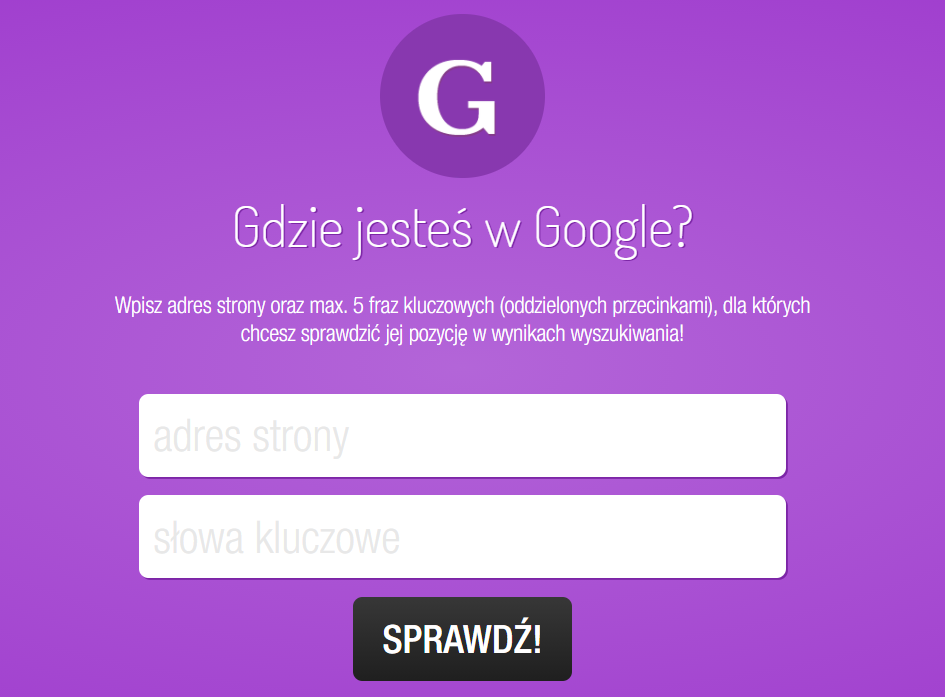 G
Gdzie jesteś w Google?
Wpisz adres strony oraz max. 5 fraz kluczowych (oddzielonych przecinkami), dla których
chcesz sprawdzić jej pozycję w wynikach wyszukiwania!
adres strony
słowa kluczowe
SPRAWDŹ!